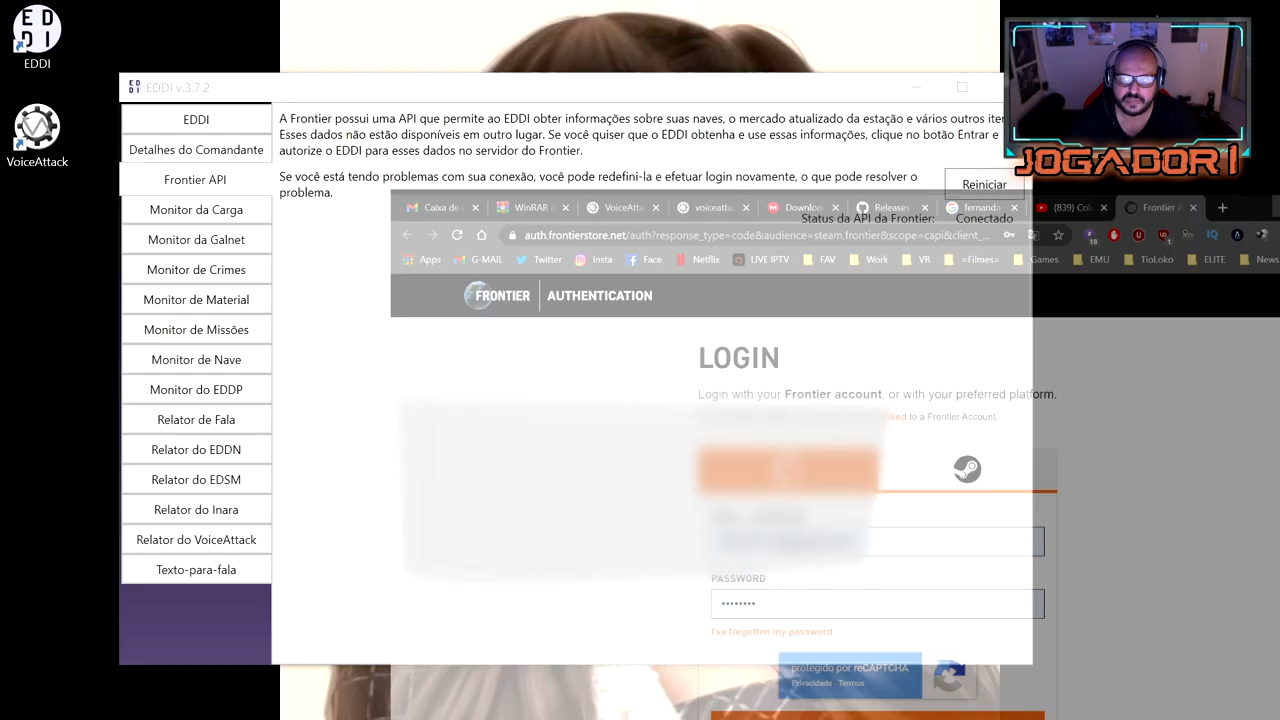 EDDI
VoiceAttack
EDDI v.3.7.2
EDDI
Detalhes do Comandante
Frontier API
Monitor da Carga
Monitor da Galnet
Monitor de Crimes
Monitor de Material
Monitor de Missões
Monitor de Nave
Monitor do EDDP
Relator de Fala
Relator do EDDN
Relator do EDSM
Relator do Inara
Relator do VoiceAttack
Texto-para-fala
A Frontier possui uma API que permite ao EDDI obter informações sobre suas naves, o mercado atualizado da estação e vários outros iter
Esses dados não estão disponíveis em outro lugar. Se você quiser que o EDDI obtenha e use essas informações, clique no botão Entrar e
autorize o EDDI para esses dados no servidor do Frontier.
Se você está tendo problemas com sua conexão, você pode redefini-la e efetuar login novamente, o que pode resolver o
problema.
Reiniciar
Status da API da Frontier: Conectado
JOGADOR 1
Caixa de WinRAR VoiceAtta voiceattac Downloa Releases fernanda (839) Col Frontier A
auth.frontierstore.net/auth?response_type=code&audience=steam,frontier&scope=capi&client_...
Apps G-MAIL Twitter Insta Face Netflix LIVE IPTV FAV Work VR =Filmes= Games EMU TioLoko ELITE News
FRONTIER AUTHENTICATION
LOGIN
Login with your Frontier account, or with your preferred platform.
to a Frontier Account.
PASSWORD
I've forgotten my password
protegido por reCAPTCHA
Privacidade - Termos